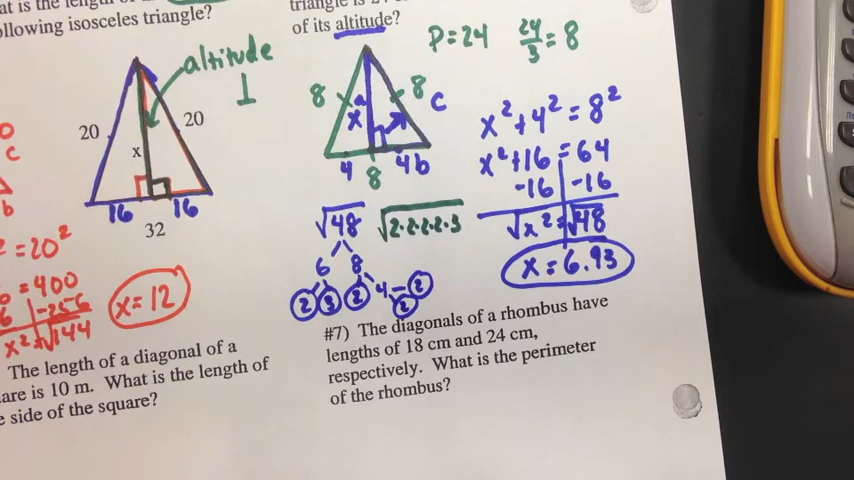 at is the length of
ollowing isosceles triangle?
altitude
⊥
20
20
x
16
16
32
² = 20²
= 400
-256
x² = √144
x = 12
The length of a diagonal of a
are is 10 m. What is the length of
e side of the square?
of its altitude?
P = 24
24/3 = 8
8
8
a
x
c
4
4
b
8
x² + 4² = 8²
x² + 16 = 64
-16 -16
√x² = √48
x = 6.93
√48
√2·2·2·2·3
6 8
2 3 2 4 - 2
2
#7) The diagonals of a rhombus have
lengths of 18 cm and 24 cm,
respectively. What is the perimeter
of the rhombus?